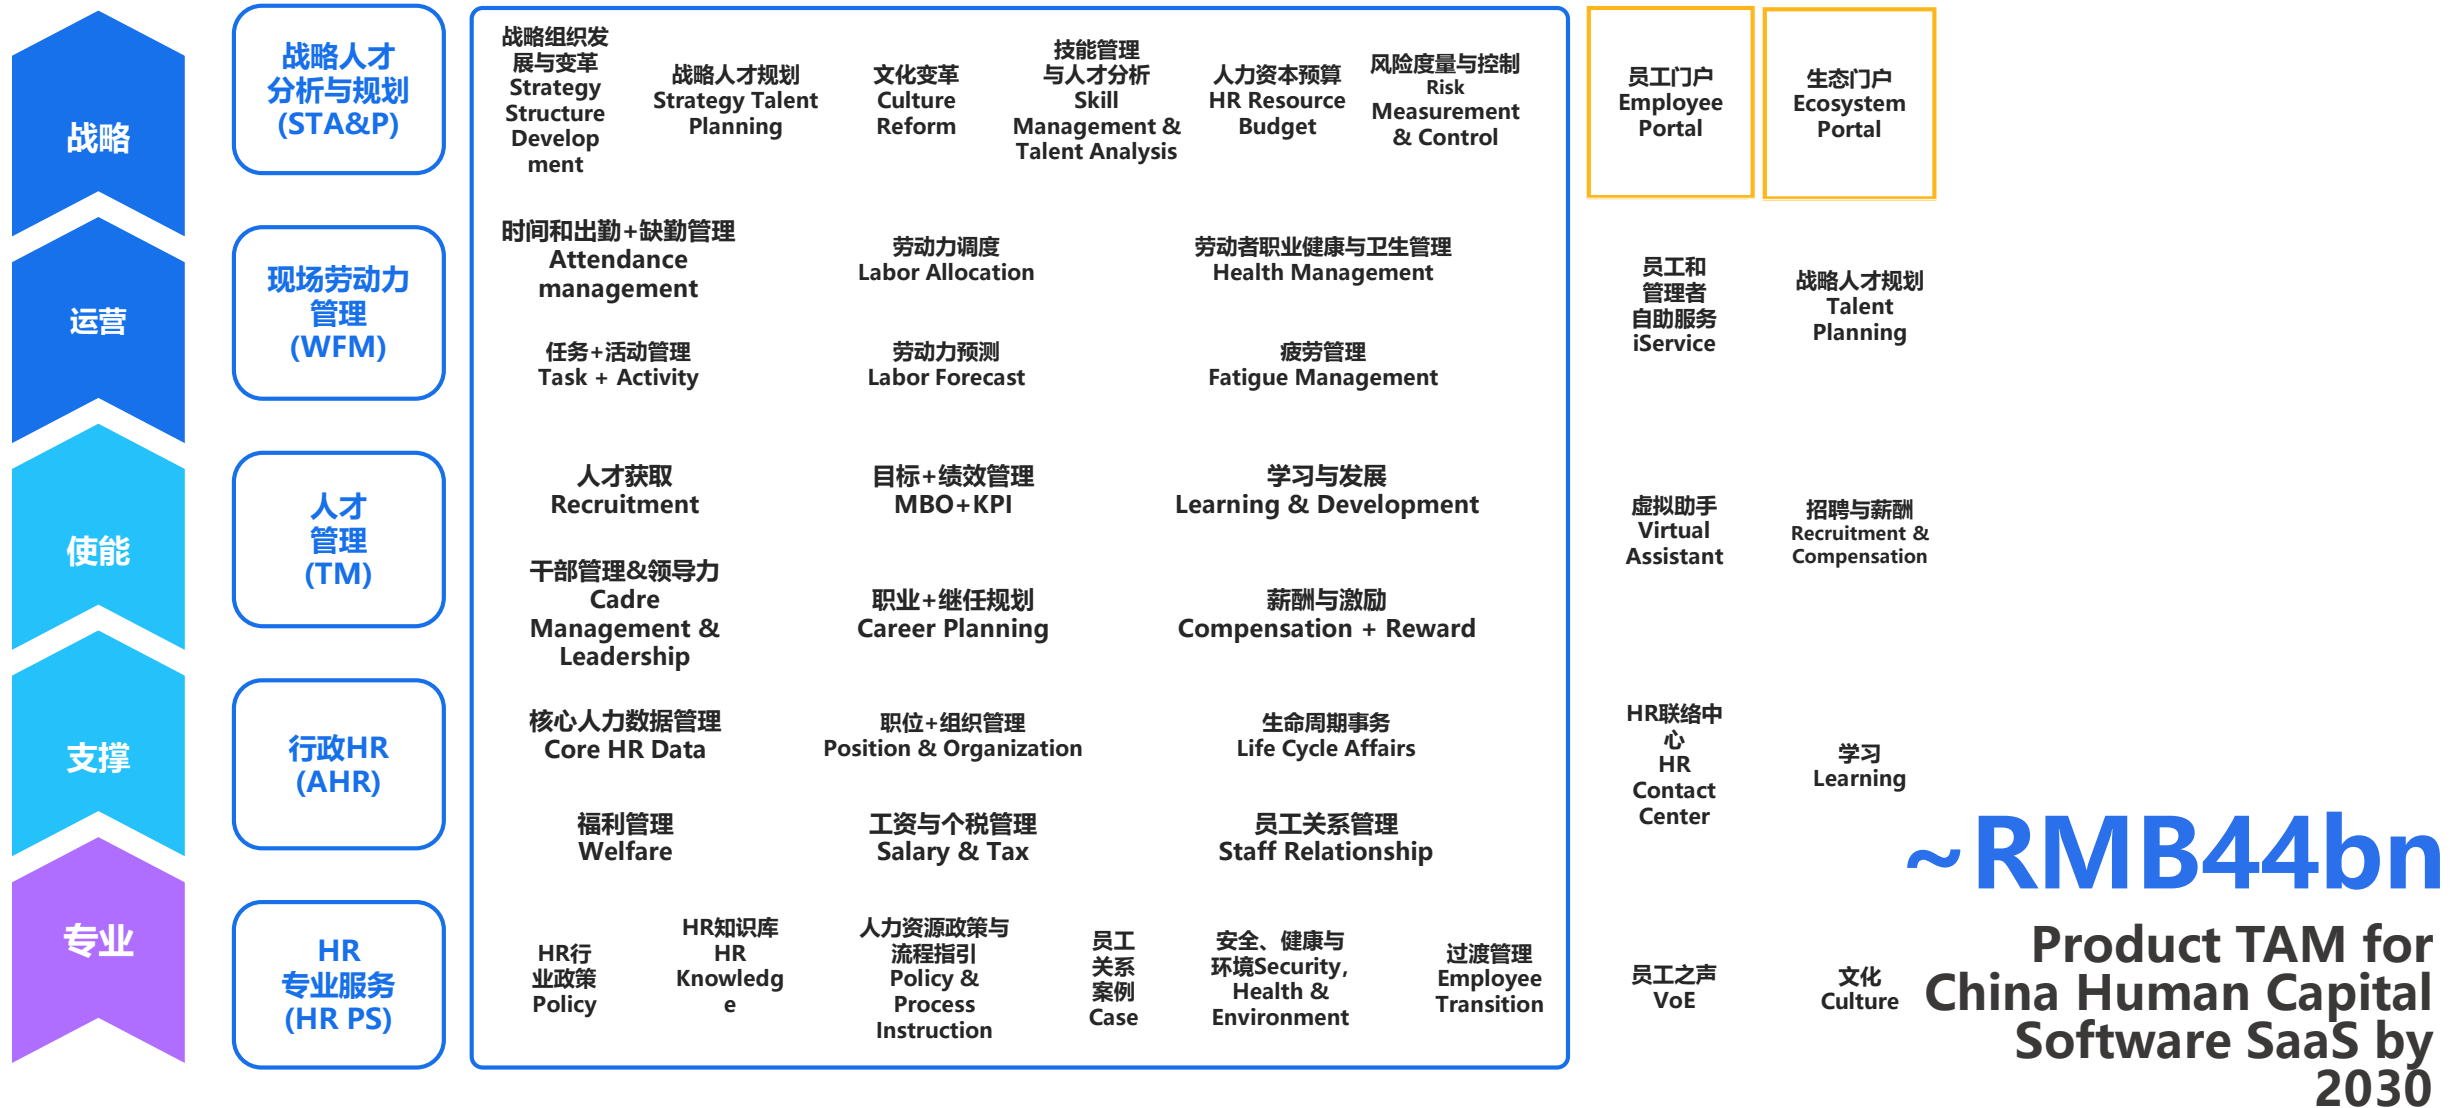 战略
战略人才
分析与规划
(STA&P)
战略组织发
展与变革
Strategy
Structure
Develop
ment
战略人才规划
Strategy Talent
Planning
文化变革
Culture
Reform
技能管理
与人才分析
Skill
Management &
Talent Analysis
人力资本预算
HR Resource
Budget
风险度量与控制
Risk
Measurement
& Control
员工门户
Employee
Portal
生态门户
Ecosystem
Portal
运营
现场劳动力
管理
(WFM)
时间和出勤+缺勤管理
Attendance
management
劳动力调度
Labor Allocation
劳动者职业健康与卫生管理
Health Management
任务+活动管理
Task + Activity
劳动力预测
Labor Forecast
疲劳管理
Fatigue Management
员工和
管理者
自助服务
iService
战略人才规划
Talent
Planning
使能
人才
管理
(TM)
人才获取
Recruitment
目标+绩效管理
MBO+KPI
学习与发展
Learning & Development
干部管理&领导力
Cadre
Management &
Leadership
职业+继任规划
Career Planning
薪酬与激励
Compensation + Reward
虚拟助手
Virtual
Assistant
招聘与薪酬
Recruitment &
Compensation
支撑
行政HR
(AHR)
核心人力数据管理
Core HR Data
职位+组织管理
Position & Organization
生命周期事务
Life Cycle Affairs
福利管理
Welfare
工资与个税管理
Salary & Tax
员工关系管理
Staff Relationship
HR联络中
心
HR
Contact
Center
学习
Learning
专业
HR
专业服务
(HR PS)
HR行
业政策
Policy
HR知识库
HR
Knowledg
e
人力资源政策与
流程指引
Policy &
Process
Instruction
员工
关系
案例
Case
安全、健康与
环境Security,
Health &
Environment
过渡管理
Employee
Transition
员工之声
VoE
文化
Culture
~RMB44bn
Product TAM for
China Human Capital
Software SaaS by
2030